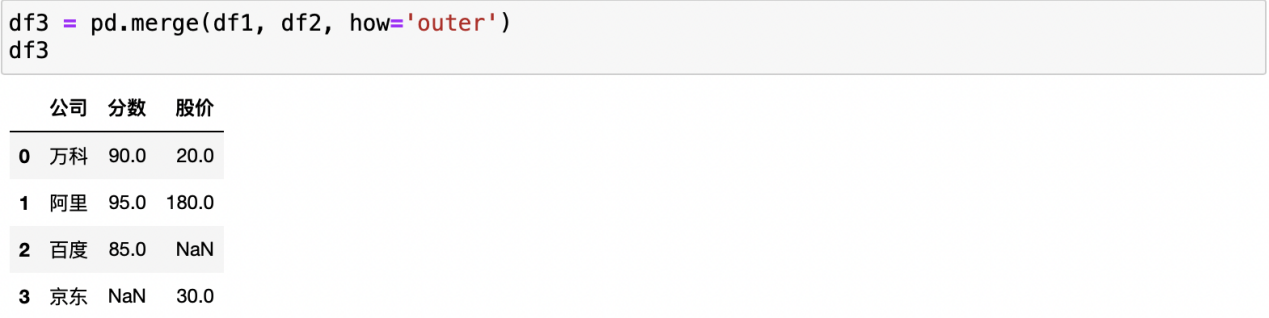 df3 = pd.merge(df1, df2, how='outer')
df3
公司 分数 股价
0 万科 90.0 20.0
1 阿里 95.0 180.0
2 百度 85.0 NaN
3 京东 NaN 30.0